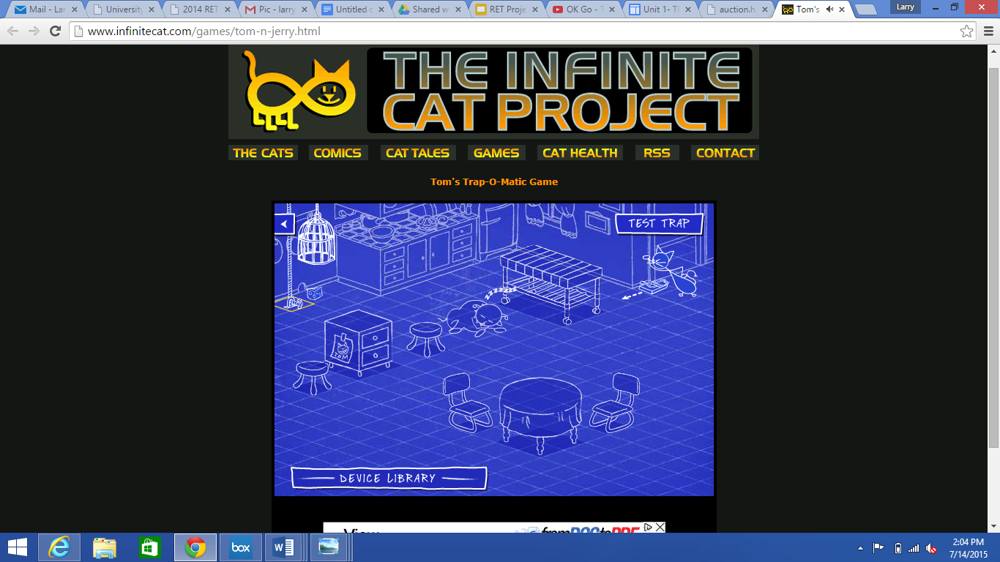 Mail - Lar
University
2014 RET
Pic - larry
Untitled d
Shared w
RET Proje
OK Go - T
Unit 1- Th
auction.h
Tom's
Larry
www.infinitecat.com/games/tom-n-jerry.html
THE INFINITE
CAT PROJECT
THE CATS
COMICS
CAT TALES
GAMES
CAT HEALTH
RSS
CONTACT
Tom's Trap-O-Matic Game
TEST TRAP
zzzzzzz
TOM
DEVICE LIBRARY
View
fromDOCtoPDF
box
2:04 PM
7/14/2015